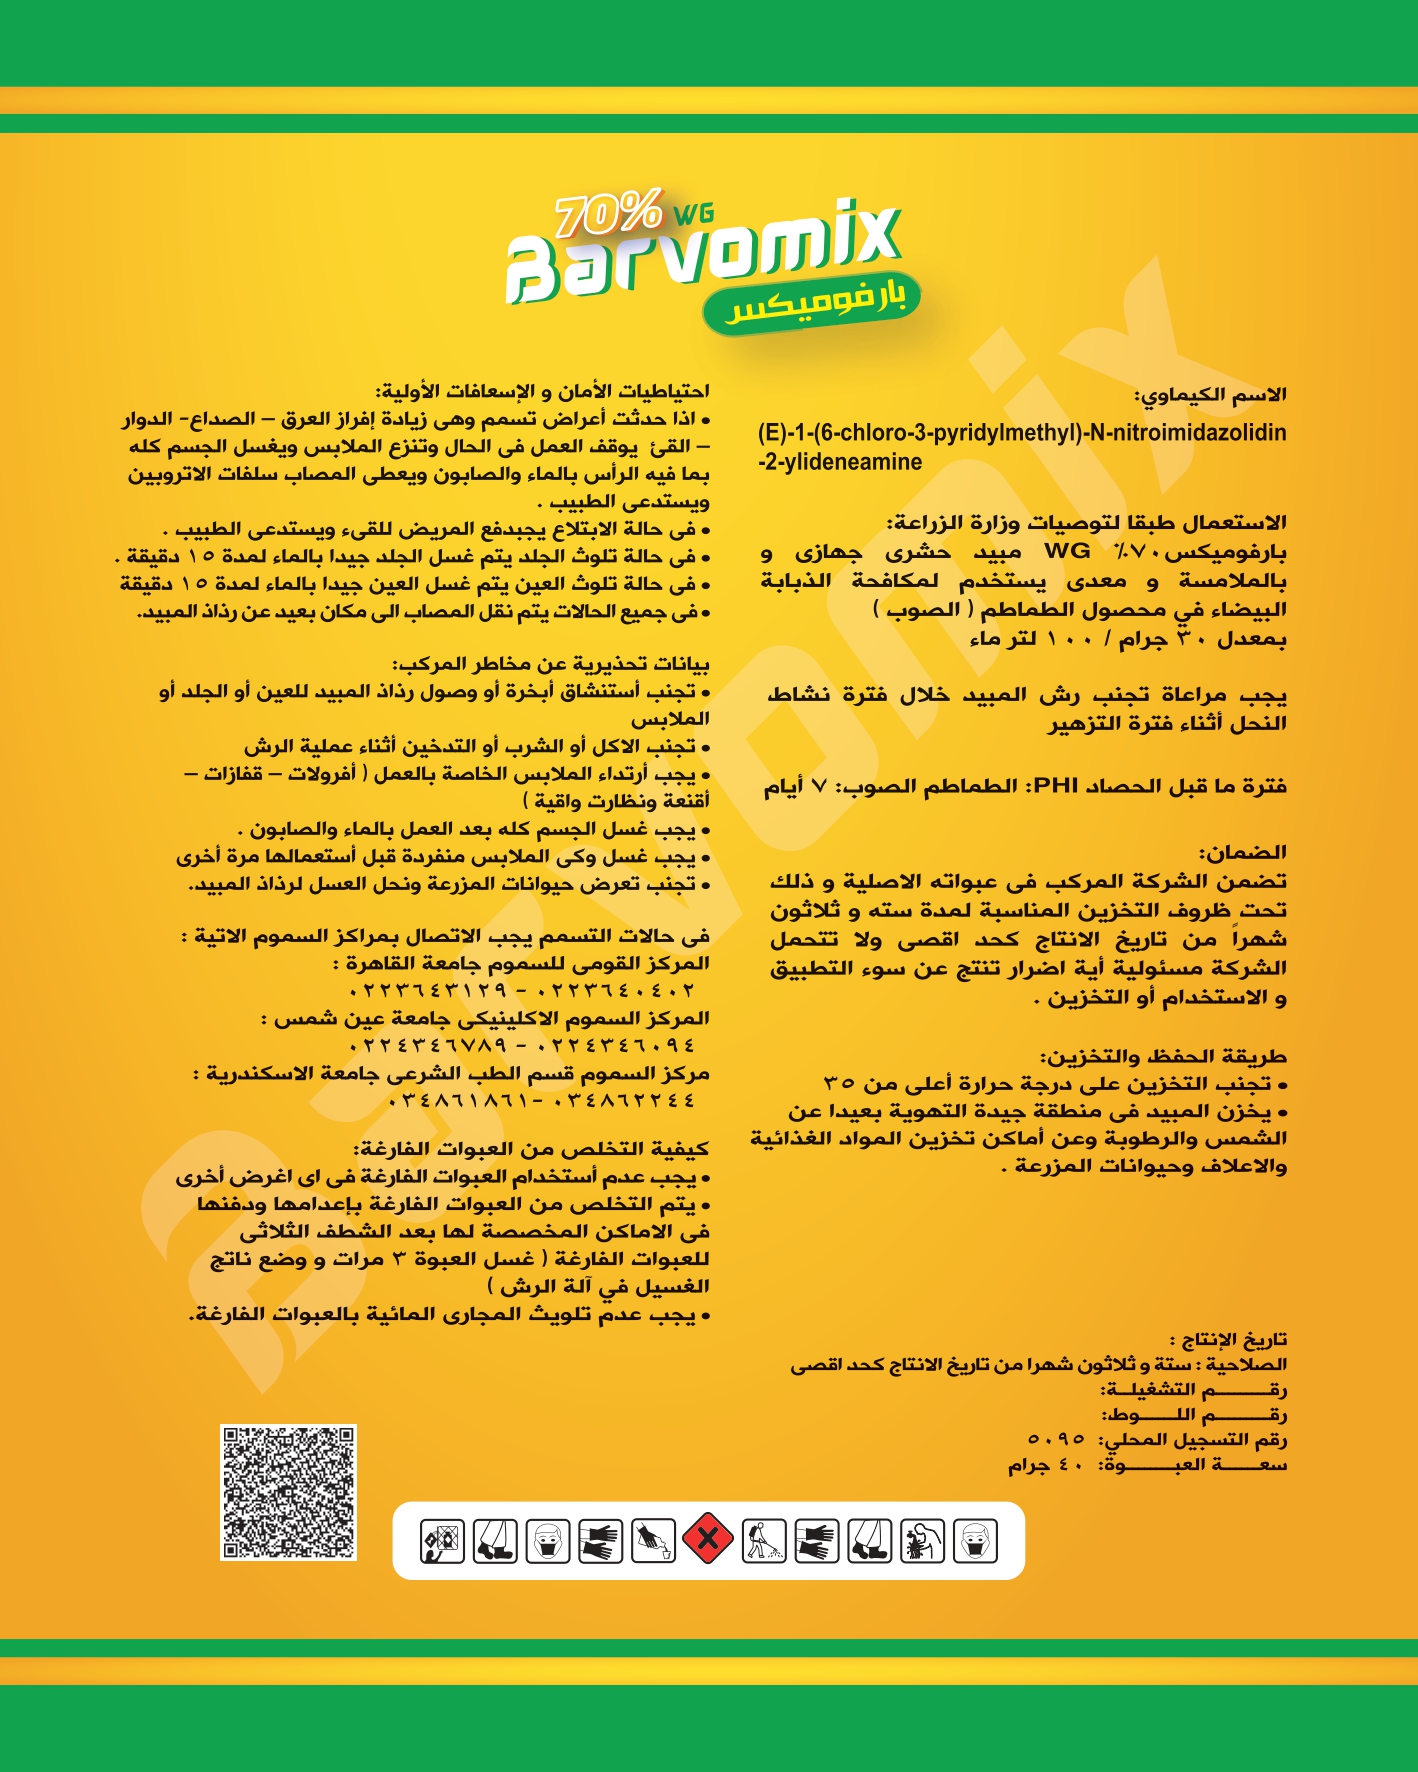 70% WG
Barvomix
بارفوميكس
الاسم الكيماوي:
(E)-1-(6-chloro-3-pyridylmethyl)-N-nitroimidazolidin
-2-ylideneamine
الاستعمال طبقا لتوصيات وزارة الزراعة:
بارفوميكس٧٠٪ WG مبيد حشرى جهازى و
بالملامسة و معدى يستخدم لمكافحة الذبابة
البيضاء في محصول الطماطم ( الصوب )
بمعدل ٣٠ جرام / ١٠٠ لتر ماء
يجب مراعاة تجنب رش المبيد خلال فترة نشاط
النحل أثناء فترة التزهير
فترة ما قبل الحصاد PHI: الطماطم الصوب: ٧ أيام
الضمان:
تضمن الشركة المركب فى عبواته الاصلية و ذلك
تحت ظروف التخزين المناسبة لمدة سته و ثلاثون
شهراً من تاريخ الانتاج كحد اقصى ولا تتحمل
الشركة مسئولية أية اضرار تنتج عن سوء التطبيق
و الاستخدام أو التخزين .
طريقة الحفظ والتخزين:
• تجنب التخزين على درجة حرارة أعلى من ٣٥
• يخزن المبيد فى منطقة جيدة التهوية بعيدا عن
الشمس والرطوبة وعن أماكن تخزين المواد الغذائية
والاعلاف وحيوانات المزرعة .
تاريخ الإنتاج :
الصلاحية : ستة و ثلاثون شهرا من تاريخ الانتاج كحد اقصى
رقـــــــم التشغيلــة:
رقـــــــم اللــــــوط:
رقم التسجيل المحلي: ٥٠٩٥
سعــــــة العبــــــــوة: ٤٠ جرام
احتياطيات الأمان و الإسعافات الأولية:
• اذا حدثت أعراض تسمم وهى زيادة إفراز العرق – الصداع- الدوار
– القئ يوقف العمل فى الحال وتنزع الملابس ويغسل الجسم كله
بما فيه الرأس بالماء والصابون ويعطى المصاب سلفات الاتروبين
ويستدعى الطبيب .
• فى حالة الابتلاع يجبدفع المريض للقىء ويستدعى الطبيب .
• فى حالة تلوث الجلد يتم غسل الجلد جيدا بالماء لمدة ١٥ دقيقة .
• فى حالة تلوث العين يتم غسل العين جيدا بالماء لمدة ١٥ دقيقة
• فى جميع الحالات يتم نقل المصاب الى مكان بعيد عن رذاذ المبيد.
بيانات تحذيرية عن مخاطر المركب:
• تجنب أستنشاق أبخرة أو وصول رذاذ المبيد للعين أو الجلد أو
الملابس
• تجنب الاكل أو الشرب أو التدخين أثناء عملية الرش
• يجب أرتداء الملابس الخاصة بالعمل ( أفرولات – قفازات –
أقنعة ونظارت واقية )
• يجب غسل الجسم كله بعد العمل بالماء والصابون .
• يجب غسل وكى الملابس منفردة قبل أستعمالها مرة أخرى
• تجنب تعرض حيوانات المزرعة ونحل العسل لرذاذ المبيد.
فى حالات التسمم يجب الاتصال بمراكز السموم الاتية :
المركز القومى للسموم جامعة القاهرة :
٠٢٢٣٦٤٠٤٠٢ - ٠٢٢٣٦٤٣١٢٩
المركز السموم الاكلينيكى جامعة عين شمس :
٠٢٢٤٣٤٦٠٩٤ - ٠٢٢٤٣٤٦٧٨٩
مركز السموم قسم الطب الشرعى جامعة الاسكندرية :
٠٣٤٨٦٢٢٤٤ -٠٣٤٨٦١٨٦١
كيفية التخلص من العبوات الفارغة:
• يجب عدم أستخدام العبوات الفارغة فى اى اغرض أخرى
• يتم التخلص من العبوات الفارغة بإعدامها ودفنها
فى الاماكن المخصصة لها بعد الشطف الثلاثى
للعبوات الفارغة ( غسل العبوة ٣ مرات و وضع ناتج
الغسيل في آلة الرش )
• يجب عدم تلويث المجارى المائية بالعبوات الفارغة.
Barvomix